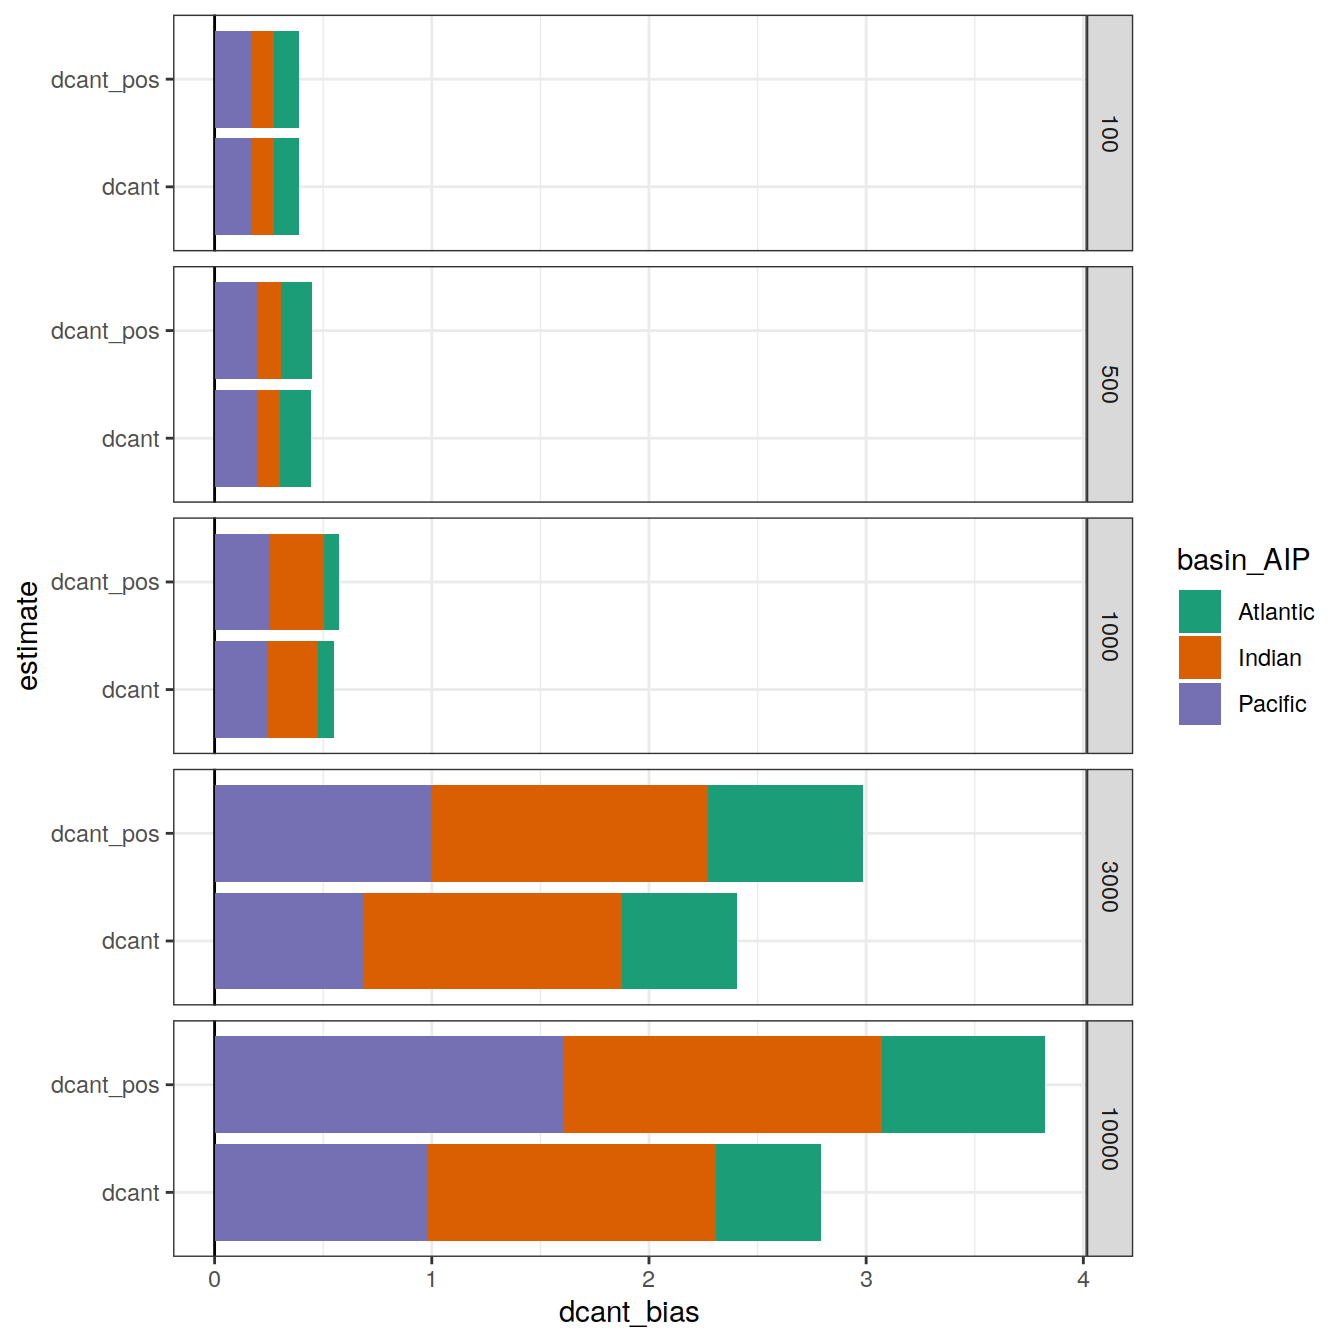 dcant_pos
dcant
100
dcant_pos
dcant
500
dcant_pos
dcant
1000
dcant_pos
dcant
3000
dcant_pos
dcant
10000
0 1 2 3 4
dcant_bias
estimate
basin_AIP
Atlantic
Indian
Pacific